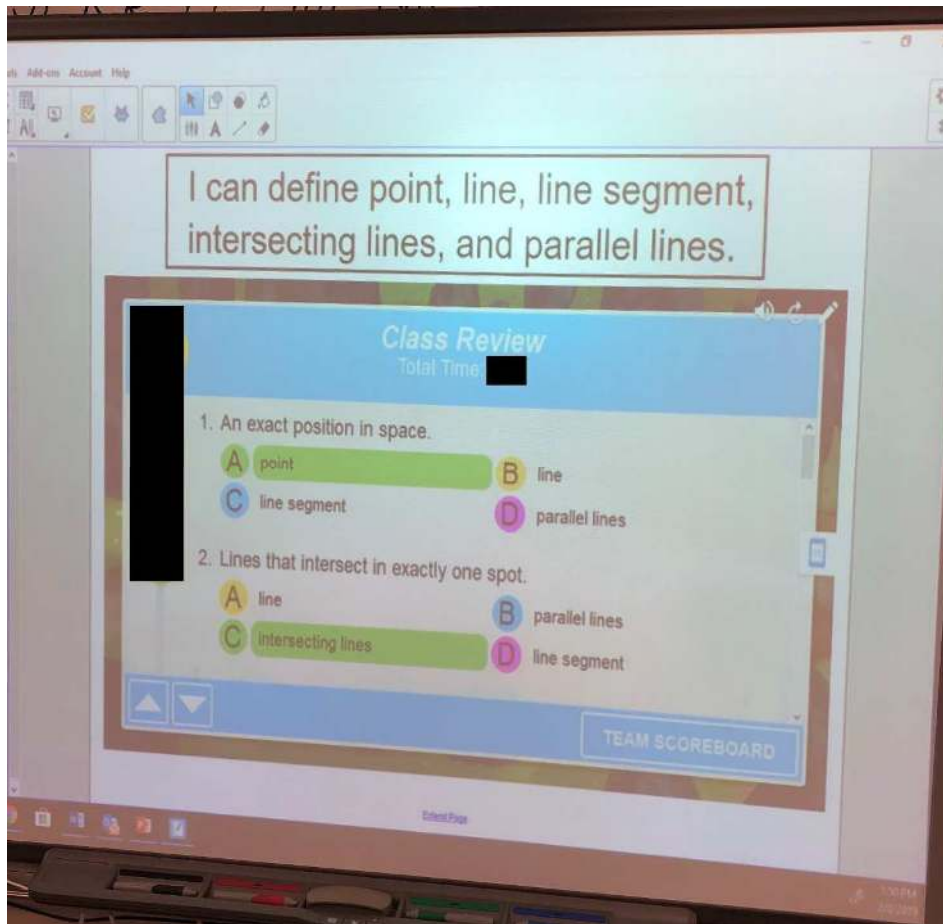 Add-ons Account Help
I can define point, line, line segment,
intersecting lines, and parallel lines.
Class Review
Total Time
1. An exact position in space.
A point
B line
C line segment
D parallel lines
2. Lines that intersect in exactly one spot.
A line
B parallel lines
C intersecting lines
D line segment
TEAM SCOREBOARD
Extend Page